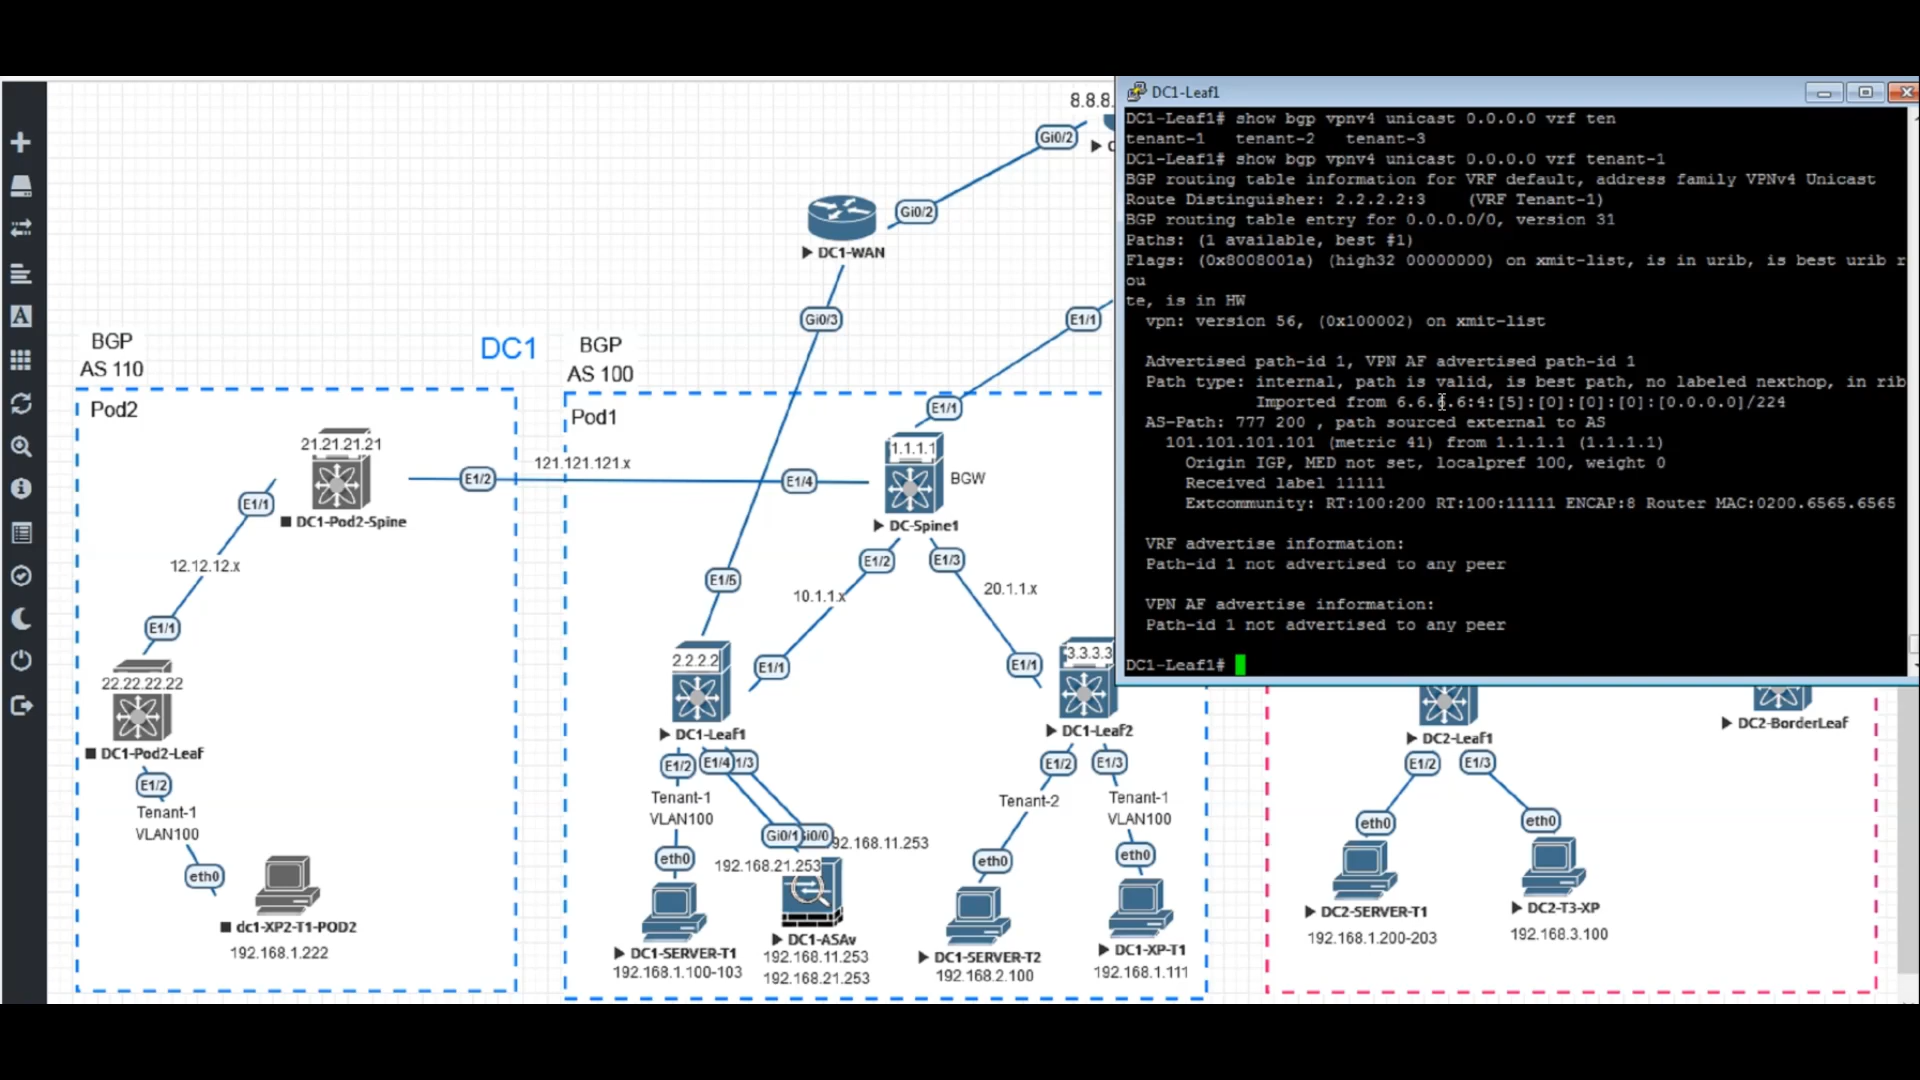 8.8.8.
Gi0/2
Gi0/2
DC1-WAN
Gi0/3
E1/1
BGP
AS 110
DC1
BGP
AS 100
Pod2
Pod1
E1/1
21.21.21.21
1.1.1.1
121.121.121.x
BGW
E1/2
E1/4
E1/1
DC1-Pod2-Spine
DC-Spine1
12.12.12.x
E1/2
E1/3
E1/5
10.1.1.x
20.1.1.x
E1/1
2.2.2.2
E1/1
E1/1
3.3.3.3
22.22.22.22
DC1-Leaf1
DC1-Leaf2
DC1-Pod2-Leaf
E1/2
E1/4
1/3
E1/2
E1/3
E1/2
Tenant-1
VLAN100
Tenant-1
VLAN100
Tenant-2
Tenant-1
VLAN100
Gi0/1
Gi0/0
92.168.11.253
192.168.21.253
eth0
eth0
eth0
eth0
dc1-XP2-T1-POD2
192.168.1.222
DC1-SERVER-T1
192.168.1.100-103
DC1-ASAv
192.168.11.253
192.168.21.253
DC1-SERVER-T2
192.168.2.100
DC1-XP-T1
192.168.1.111
DC2-Leaf1
DC2-BorderLeaf
E1/2
E1/3
eth0
eth0
DC2-SERVER-T1
192.168.1.200-203
DC2-T3-XP
192.168.3.100
DC1-Leaf1
DC1-Leaf1# show bgp vpnv4 unicast 0.0.0.0 vrf ten
tenant-1 tenant-2 tenant-3
DC1-Leaf1# show bgp vpnv4 unicast 0.0.0.0 vrf tenant-1
BGP routing table information for VRF default, address family VPNv4 Unicast
Route Distinguisher: 2.2.2.2:3 (VRF Tenant-1)
BGP routing table entry for 0.0.0.0/0, version 31
Paths: (1 available, best #1)
Flags: (0x8008001a) (high32 00000000) on xmit-list, is in urib, is best urib r
ou
te, is in HW
vpn: version 56, (0x100002) on xmit-list
Advertised path-id 1, VPN AF advertised path-id 1
Path type: internal, path is valid, is best path, no labeled nexthop, in rib
Imported from 6.6.6.6:4:[5]:[0]:[0]:[0]:[0.0.0.0]/224
AS-Path: 777 200 , path sourced external to AS
101.101.101.101 (metric 41) from 1.1.1.1 (1.1.1.1)
Origin IGP, MED not set, localpref 100, weight 0
Received label 11111
Extcommunity: RT:100:200 RT:100:11111 ENCAP:8 Router MAC:0200.6565.6565
VRF advertise information:
Path-id 1 not advertised to any peer
VPN AF advertise information:
Path-id 1 not advertised to any peer
DC1-Leaf1#